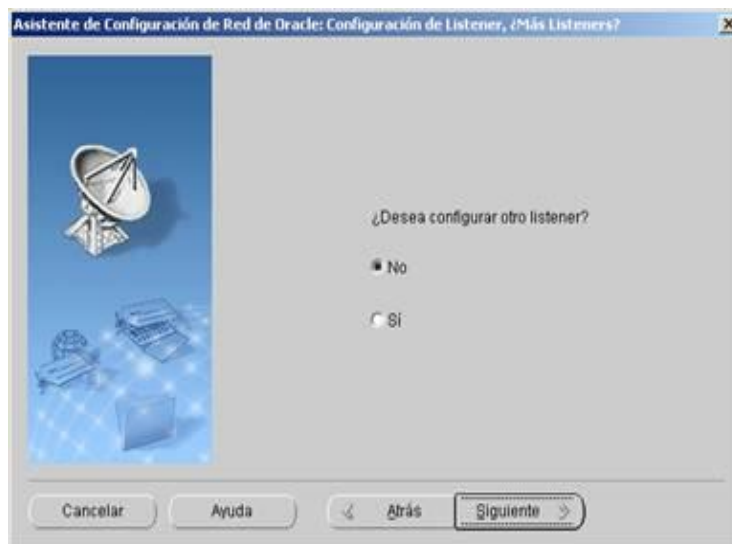 Asistente de Configuración de Red de Oracle: Configuración de Listener, ¿Más Listeners?
¿Desea configurar otro listener?
No
Sí
Cancelar
Ayuda
Atrás
Siguiente